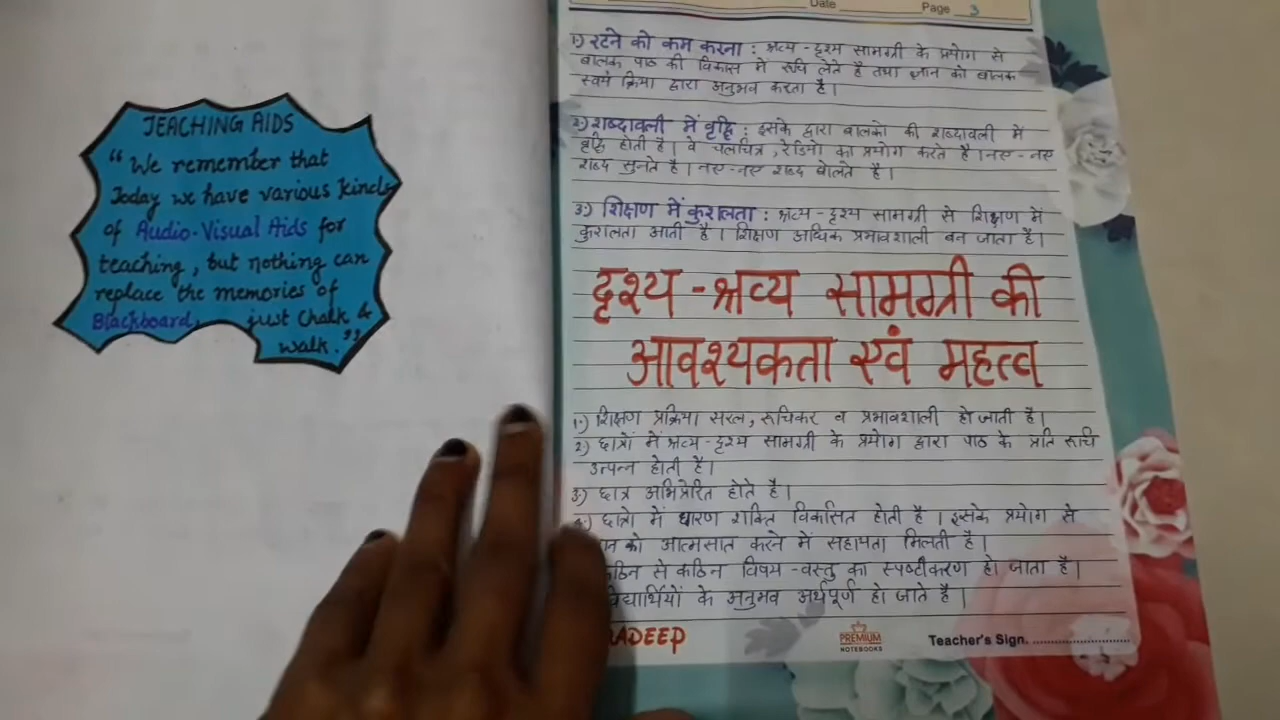 TEACHING AIDS
“We remember that
Today we have various kinds
of Audio-Visual Aids for
teaching, but nothing can
replace the memories of
Blackboard, just Chalk &
walk.”
Date Page 3
1) रटने को कम करना : श्रव्य-दृश्य सामग्री के प्रयोग से
बालक पाठ की विकास में रूचि लेते है तथा ज्ञान को बालक
स्वयं क्रिया द्वारा अनुभव करता है।
2) शब्दावली में वृद्धि : इसके द्वारा बालको की शब्दावली में
वृद्धि होती है। वे चलचित्र, रेडियो का प्रयोग करते है। नए-नए
शब्द सुनते है। नए-नए शब्द बोलते है।
3) शिक्षण में कुशलता : श्रव्य-दृश्य सामग्री से शिक्षण में
कुशलता आती है। शिक्षण अधिक प्रभावशाली बन जाता है।
दृश्य-श्रव्य सामग्री की
आवश्यकता एवं महत्व
1.) शिक्षण प्रक्रिया सरल, रूचिकर व प्रभावशाली हो जाती है।
2) छात्रों में श्रव्य-दृश्य सामग्री के प्रयोग द्वारा पाठ के प्रति रूचि
उत्पन्न होती है।
3) छात्र अभिप्रेरित होते है।
4.) छात्रो में धारण शक्ति विकसित होती है। इसके प्रयोग से
को आत्मसात करने में सहायता मिलती है।
से कठिन विषय-वस्तु का स्पष्टीकरण हो जाता है।
के अनुभव अर्थपूर्ण हो जाते है।
RADEEP PREMIUM NOTEBOOKS Teacher's Sign.